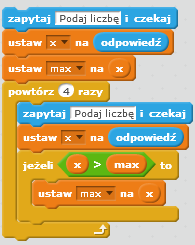 zapytaj Podaj liczbę i czekaj
ustaw x na odpowiedź
ustaw max na x
powtórz 4 razy
zapytaj Podaj liczbę i czekaj
ustaw x na odpowiedź
jeżeli x > max to
ustaw max na x